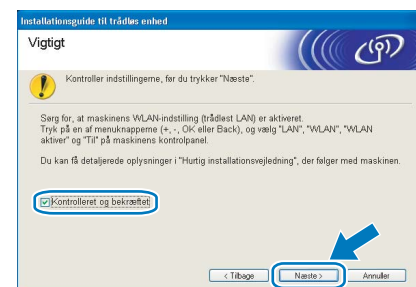 Installationsguide til trådløs enhed
Vigtigt
Kontroller indstillingerne, før du trykker "Næste".
Sørg for, at maskinens WLAN-indstilling (trådløst LAN) er aktiveret.
Tryk på en af menuknapperne (+, -, OK eller Back), og vælg "LAN", "WLAN", "WLAN
aktiver" og "Til" på maskinens kontrolpanel.
Du kan få detaljerede oplysninger i "Hurtig installationsvejledning", der følger med maskinen.
Kontrolleret og bekræftet
< Tilbage
Næste >
Annuller